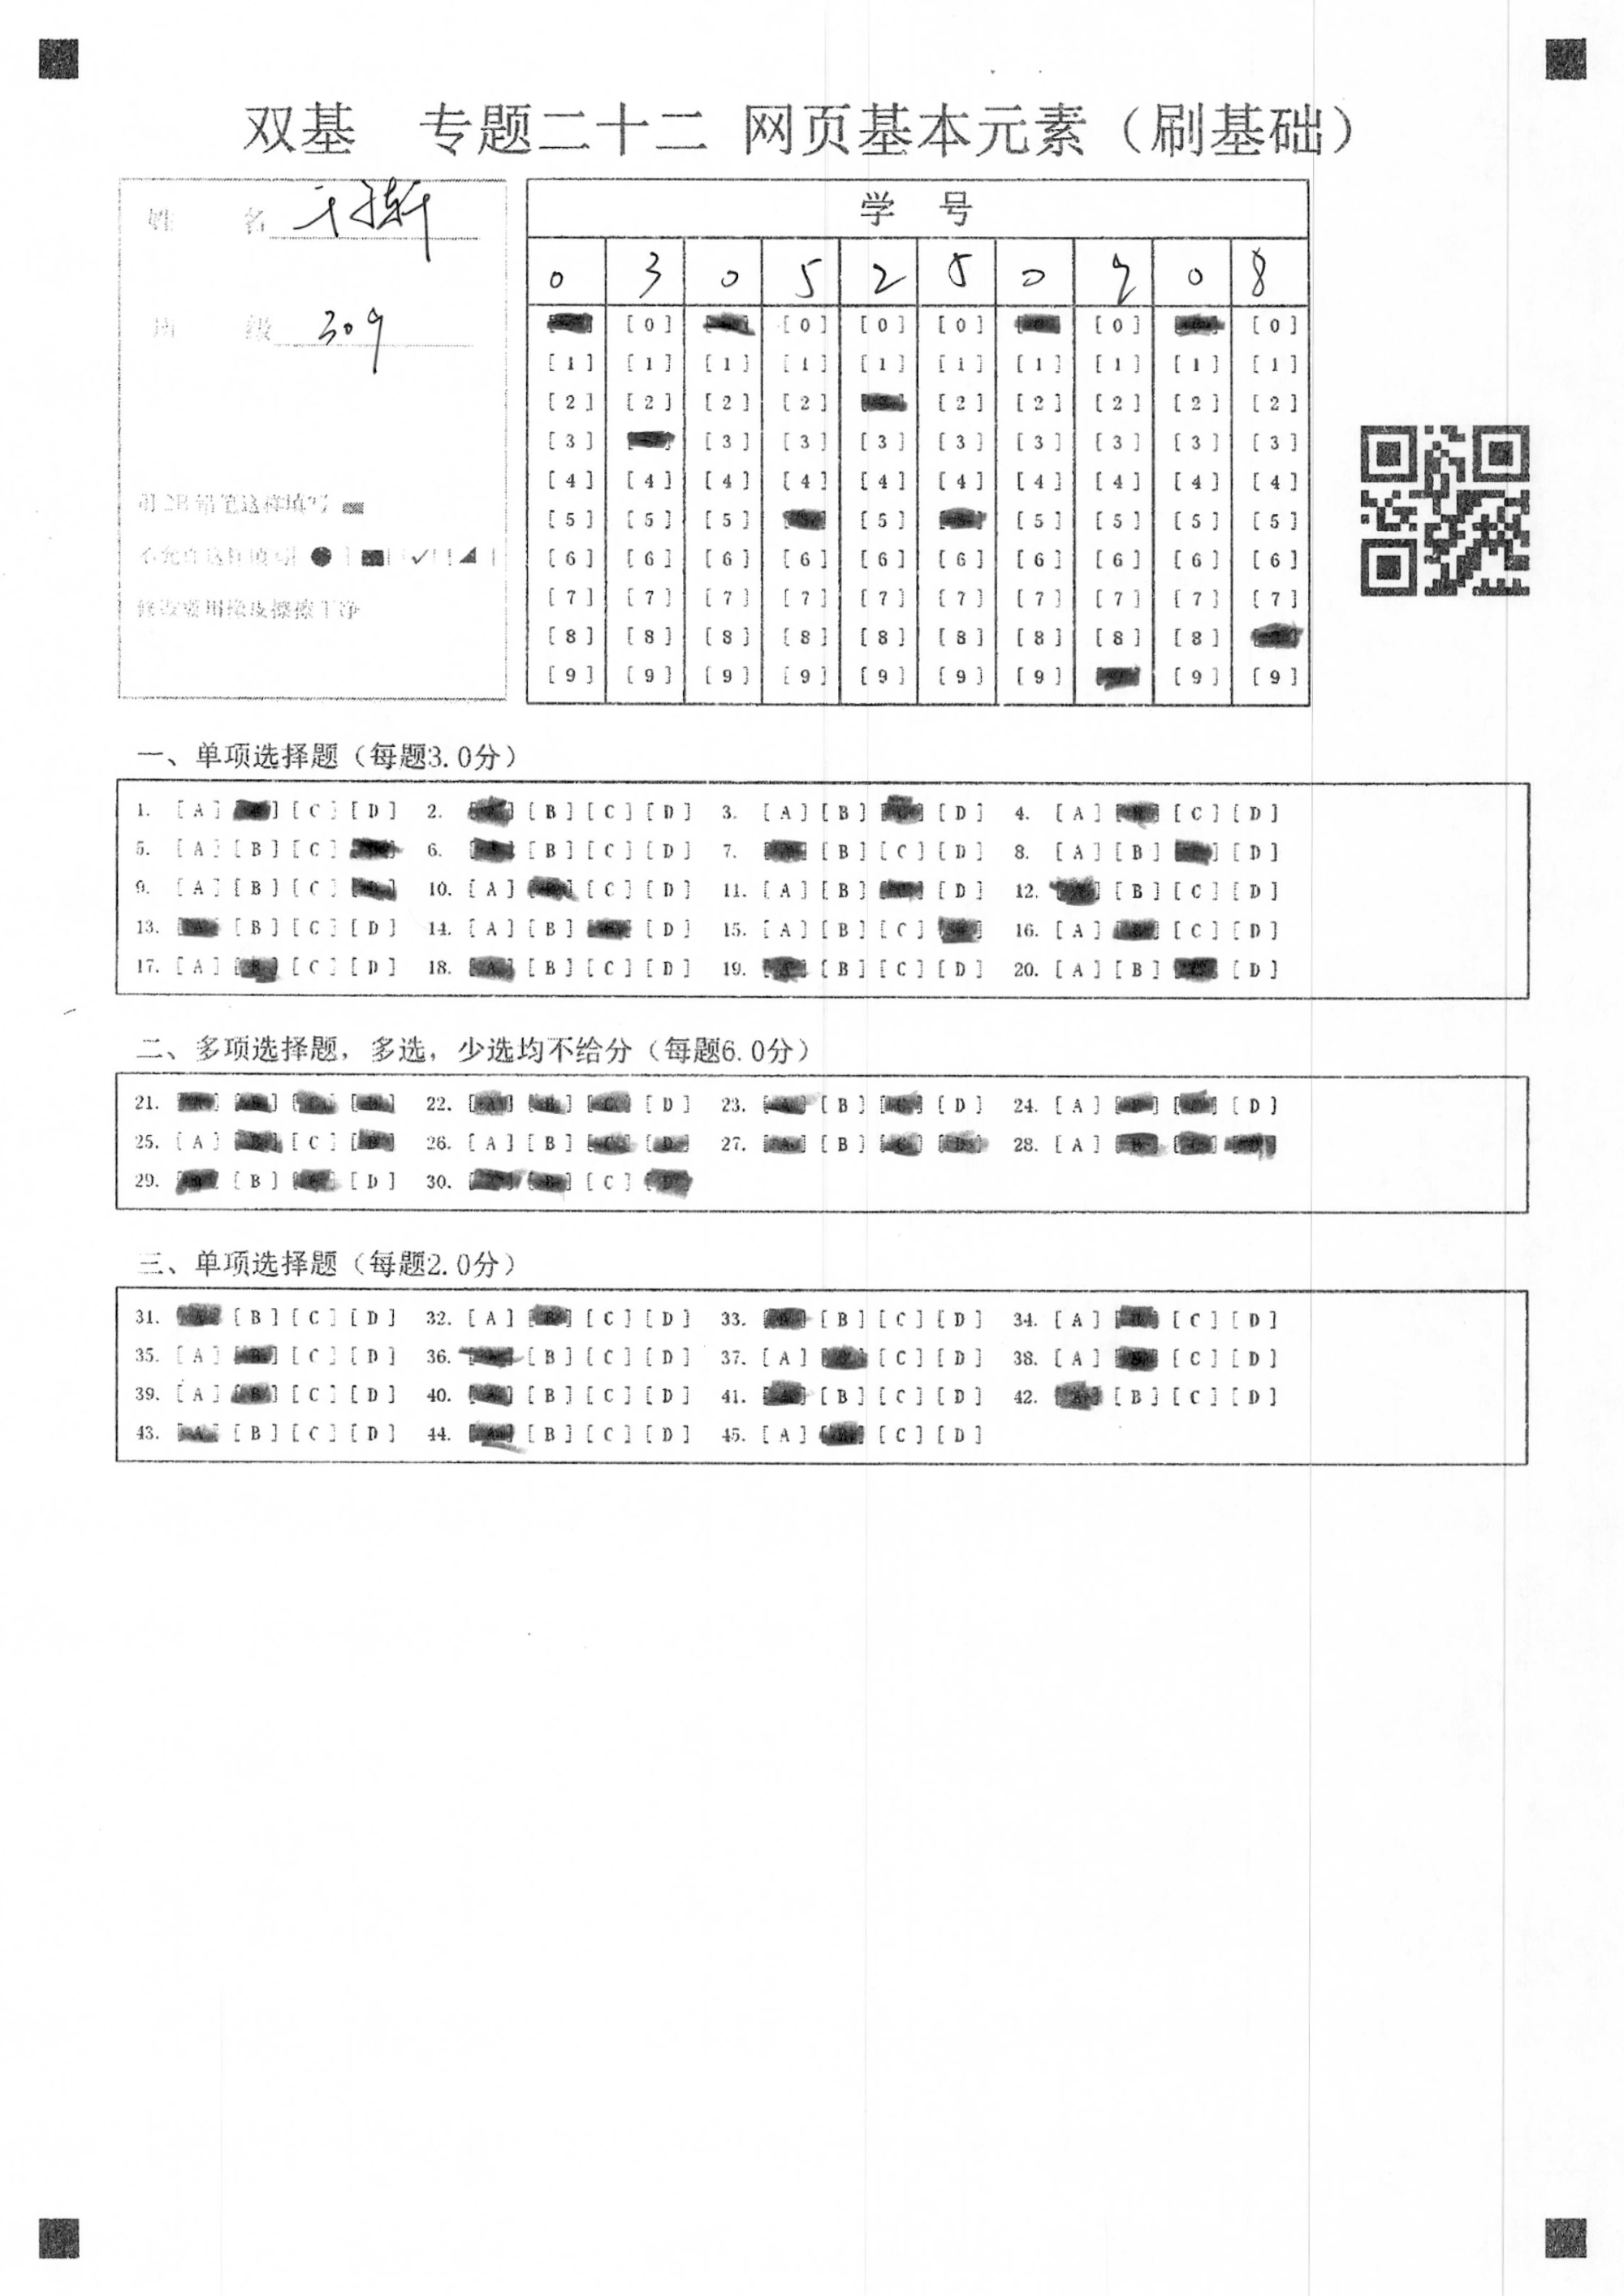 双基 专题二十二 网页基本元素（刷基础）
姓 名
班 级 309
用2B铅笔这样填写
修改要用橡皮擦擦干净
学 号
0 3 0 5 2 5 0 9 0 8
[0] [0] [0] [0] [0] [0]
[1] [1] [1] [1] [1] [1] [1] [1] [1] [1]
[2] [2] [2] [2] [2] [2] [2] [2] [2]
[3] [3] [3] [3] [3] [3] [3] [3] [3]
[4] [4] [4] [4] [4] [4] [4] [4] [4] [4]
[5] [5] [5] [5] [5] [5] [5] [5]
[6] [6] [6] [6] [6] [6] [6] [6] [6] [6]
[7] [7] [7] [7] [7] [7] [7] [7] [7] [7]
[8] [8] [8] [8] [8] [8] [8] [8] [8]
[9] [9] [9] [9] [9] [9] [9] [9] [9]
一、单项选择题（每题3.0分）
1. [A] [C] [D] 2. [B] [C] [D] 3. [A] [B] [D] 4. [A] [C] [D]
5. [A] [B] [C] 6. [B] [C] [D] 7. [B] [C] [D] 8. [A] [B] [D]
9. [A] [B] [C] 10. [A] [C] [D] 11. [A] [B] [D] 12. [B] [C] [D]
13. [B] [C] [D] 14. [A] [B] [D] 15. [A] [B] [C] 16. [A] [C] [D]
17. [A] [C] [D] 18. [B] [C] [D] 19. [B] [C] [D] 20. [A] [B] [D]
二、多项选择题，多选，少选均不给分（每题6.0分）
21. 22. [D] 23. [B] [D] 24. [A] [D]
25. [A] [C] 26. [A] [B] 27. [B] 28. [A]
29. [B] [D] 30. [C]
三、单项选择题（每题2.0分）
31. [B] [C] [D] 32. [A] [C] [D] 33. [B] [C] [D] 34. [A] [C] [D]
35. [A] [C] [D] 36. [B] [C] [D] 37. [A] [C] [D] 38. [A] [C] [D]
39. [A] [C] [D] 40. [B] [C] [D] 41. [B] [C] [D] 42. [B] [C] [D]
43. [B] [C] [D] 44. [B] [C] [D] 45. [A] [C] [D]